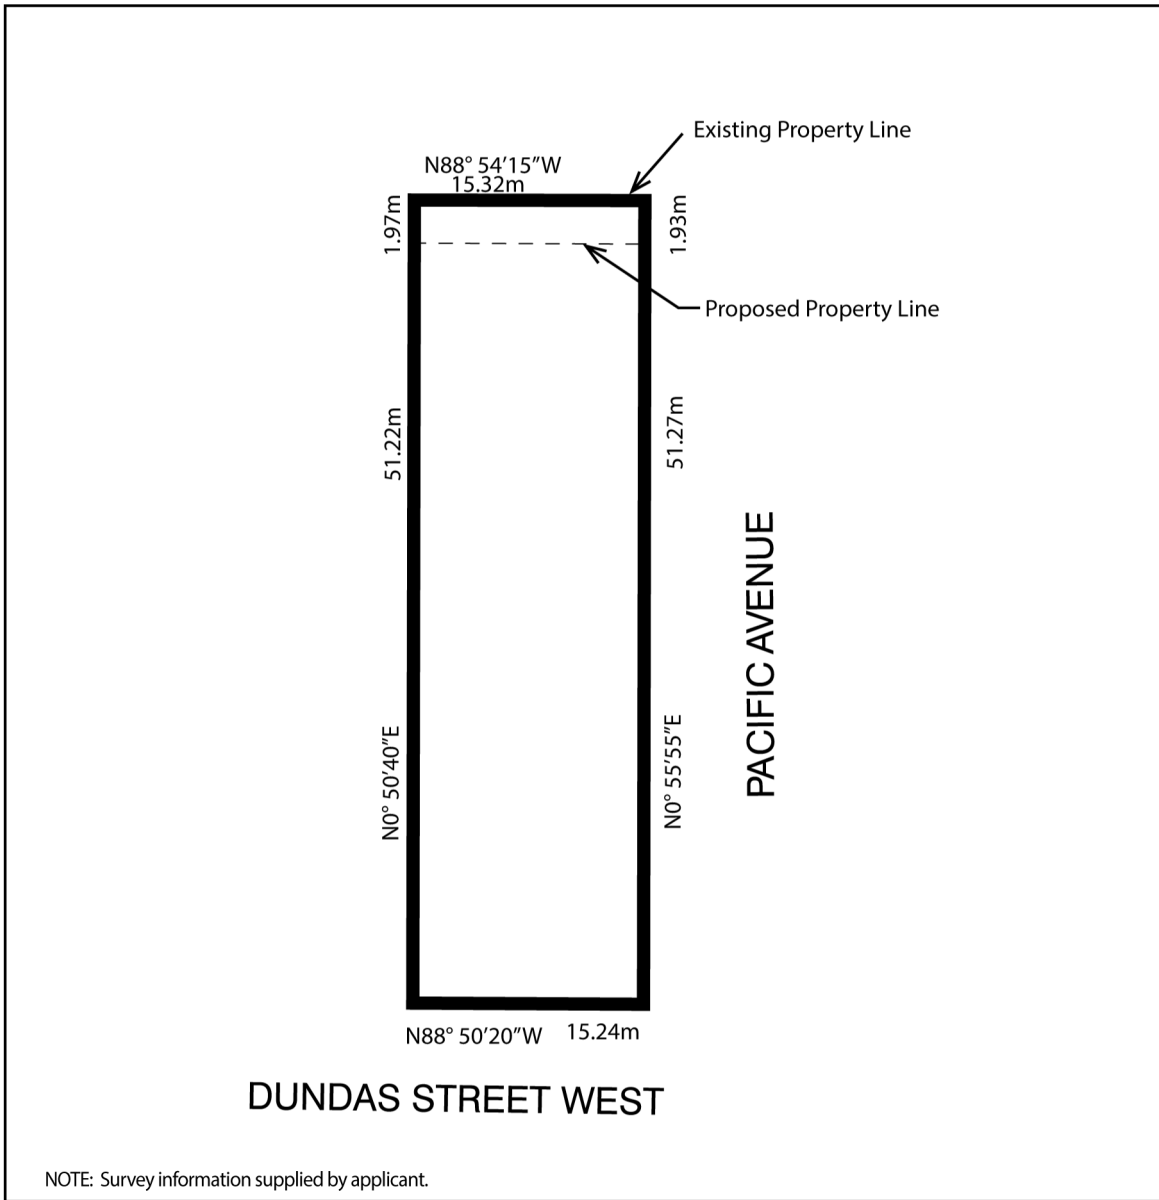 Existing Property Line
N88° 54’15”W
15.32m
1.97m
1.93m
Proposed Property Line
51.22m
51.27m
PACIFIC AVENUE
N0° 50’40”E
N0° 55’55”E
N88° 50’20”W
15.24m
DUNDAS STREET WEST
NOTE: Survey information supplied by applicant.